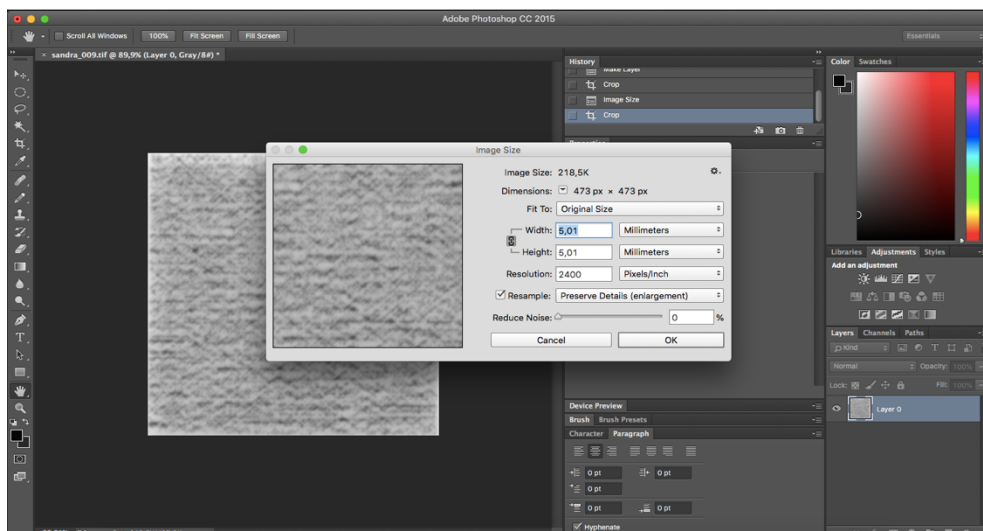 Adobe Photoshop CC 2015
Scroll All Windows 100% Fit Screen Fill Screen Essentials
× sandra_009.tif @ 89,9% (Layer 0, Gray/8#) *
History
Make Layer
Crop
Image Size
Crop
Image Size
Image Size: 218,5K
Dimensions: 473 px × 473 px
Fit To: Original Size
Width: 5,01 Millimeters
Height: 5,01 Millimeters
Resolution: 2400 Pixels/Inch
Resample: Preserve Details (enlargement)
Reduce Noise: 0 %
Cancel OK
Device Preview
Brush Brush Presets
Character Paragraph
0 pt 0 pt
0 pt
0 pt 0 pt
Hyphenate
Color Swatches
Libraries Adjustments Styles
Add an adjustment
Layers Channels Paths
Kind
Normal Opacity: 100%
Lock: Fill: 100%
Layer 0